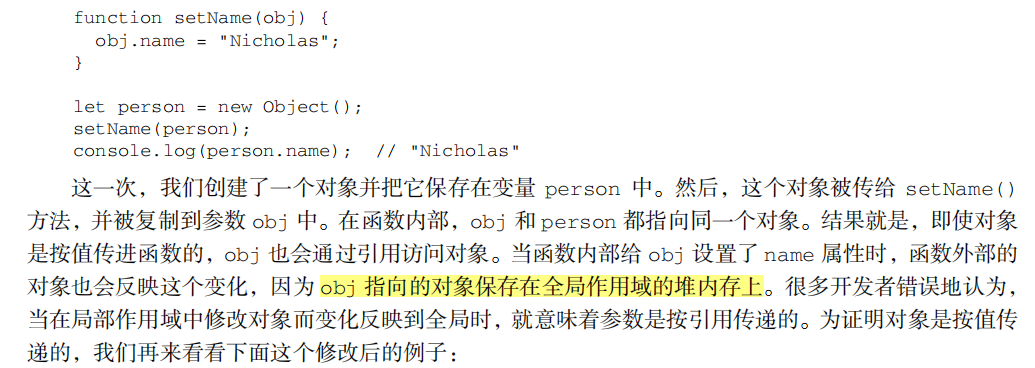 function setName(obj) {
  obj.name = "Nicholas";
}

let person = new Object();
setName(person);
console.log(person.name);  // "Nicholas"
这一次，我们创建了一个对象并把它保存在变量 person 中。然后，这个对象被传给 setName()
方法，并被复制到参数 obj 中。在函数内部，obj 和 person 都指向同一个对象。结果就是，即使对象
是按值传进函数的，obj 也会通过引用访问对象。当函数内部给 obj 设置了 name 属性时，函数外部的
对象也会反映这个变化，因为 obj 指向的对象保存在全局作用域的堆内存上。很多开发者错误地认为，
当在局部作用域中修改对象而变化反映到全局时，就意味着参数是按引用传递的。为证明对象是按值传
递的，我们再来看看下面这个修改后的例子：